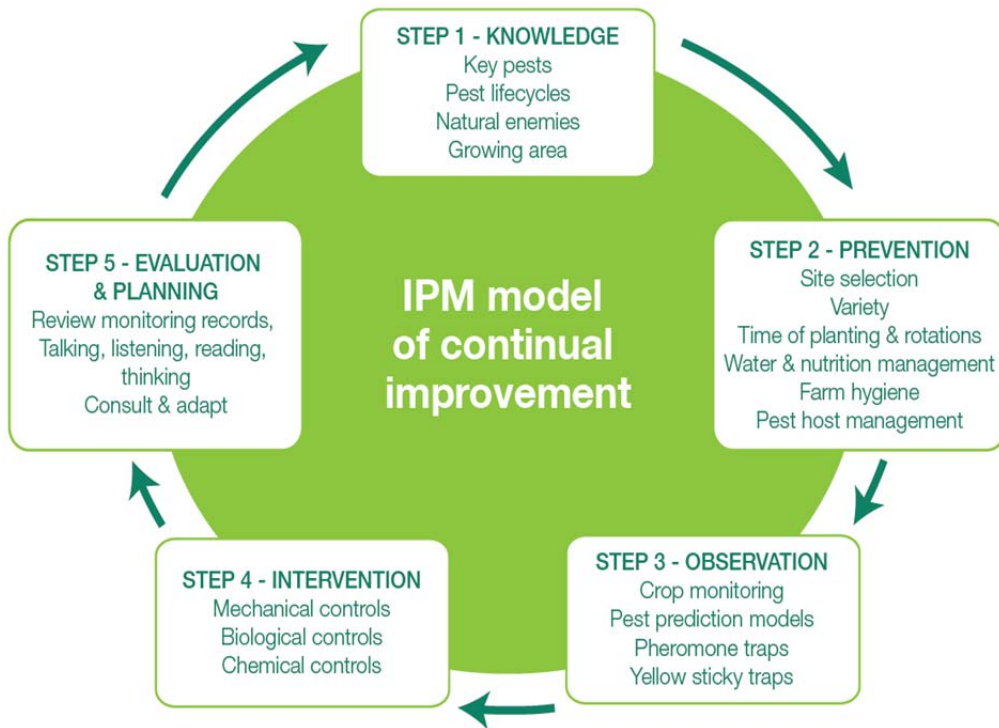 STEP 1 - KNOWLEDGE
Key pests
Pest lifecycles
Natural enemies
Growing area
STEP 2 - PREVENTION
Site selection
Variety
Time of planting & rotations
Water & nutrition management
Farm hygiene
Pest host management
STEP 3 - OBSERVATION
Crop monitoring
Pest prediction models
Pheromone traps
Yellow sticky traps
STEP 4 - INTERVENTION
Mechanical controls
Biological controls
Chemical controls
STEP 5 - EVALUATION
& PLANNING
Review monitoring records,
Talking, listening, reading,
thinking
Consult & adapt
IPM model
of continual
improvement